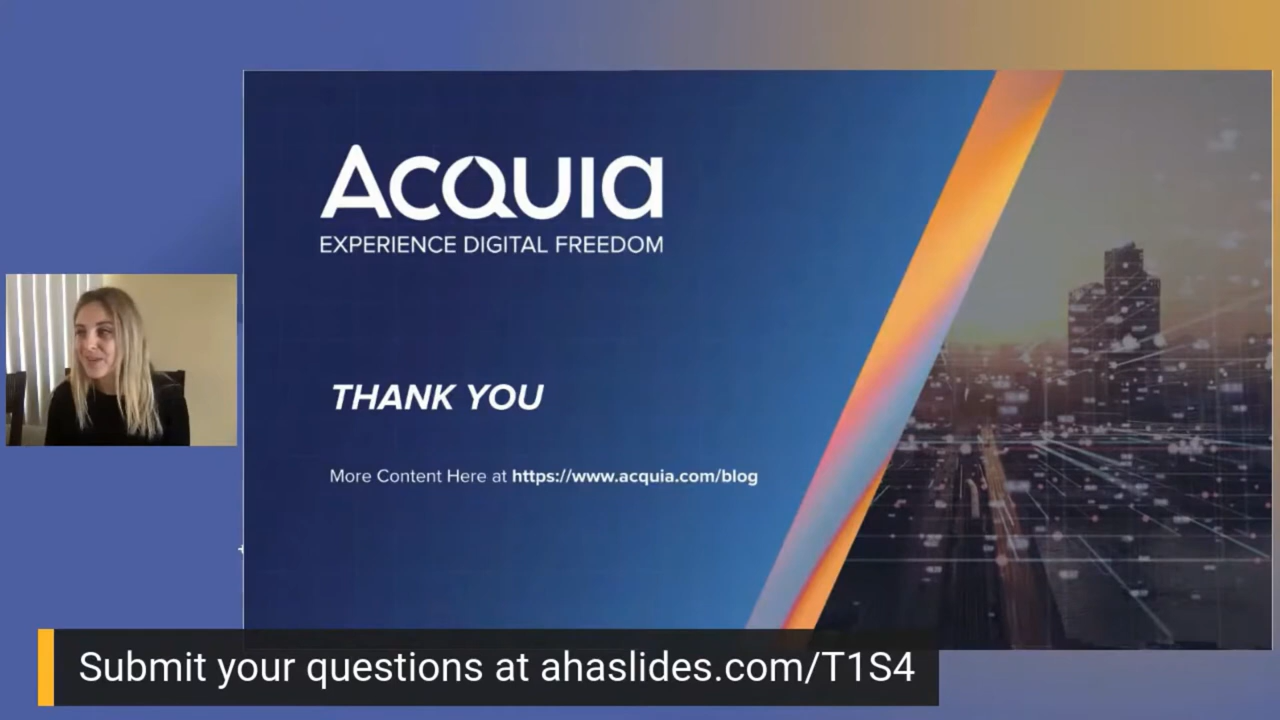 Acquia
EXPERIENCE DIGITAL FREEDOM
THANK YOU
More Content Here at https://www.acquia.com/blog
Submit your questions at ahaslides.com/T1S4